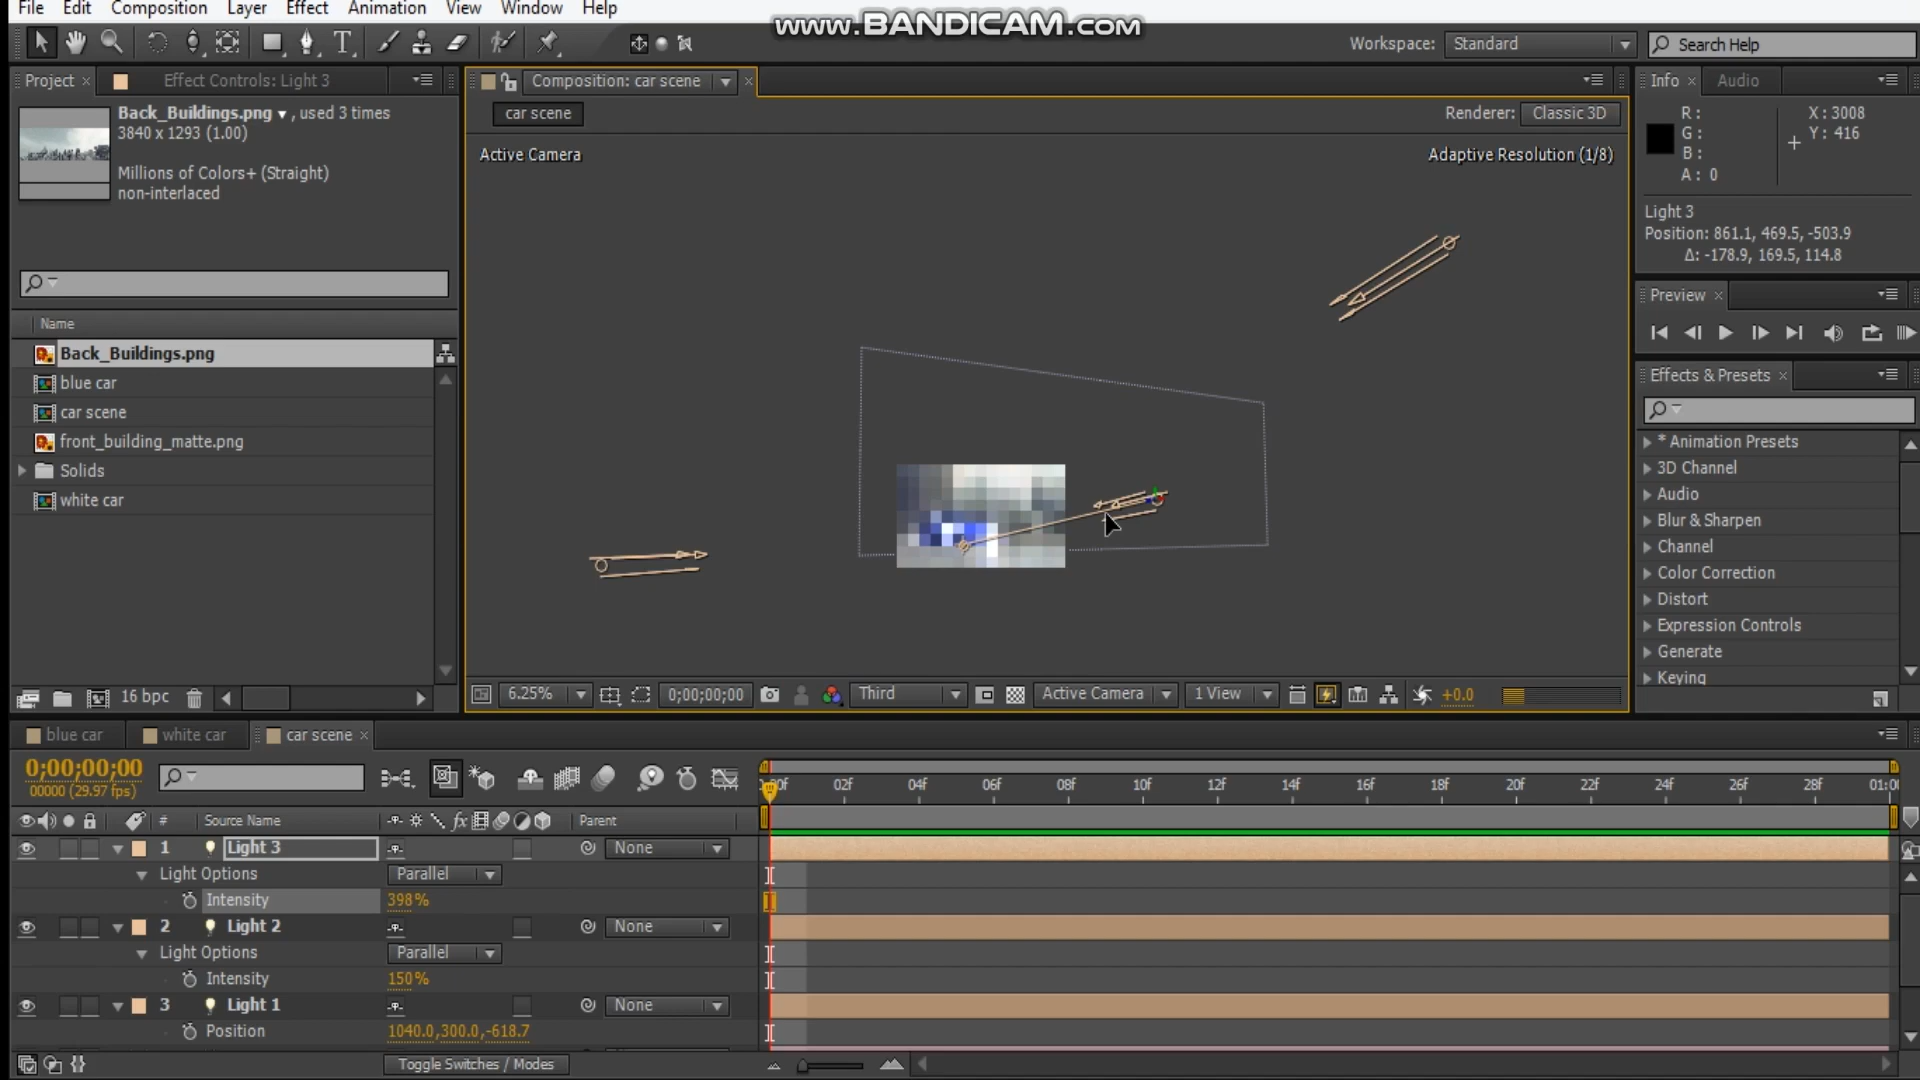 File Edit Composition Layer Effect Animation View Window Help
www.BANDICAM.com
Workspace: Standard
Search Help
Project
Effect Controls: Light 3
Composition: car scene
Info
Audio
Back_Buildings.png , used 3 times
3840 x 1293 (1.00)
Millions of Colors+ (Straight)
non-interlaced
car scene
Renderer: Classic 3D
Active Camera
Adaptive Resolution (1/8)
R :
G :
B :
A : 0
X : 3008
Y : 416
Light 3
Position: 861.1, 469.5, -503.9
Δ: -178.9, 169.5, 114.8
Preview
Name
Back_Buildings.png
blue car
car scene
front_building_matte.png
Solids
white car
Effects & Presets
* Animation Presets
3D Channel
Audio
Blur & Sharpen
Channel
Color Correction
Distort
Expression Controls
Generate
Keying
16 bpc
6.25%
0;00;00;00
Third
Active Camera
1 View
+0.0
blue car
white car
car scene
0;00;00;00
00000 (29.97 fps)
00f 02f 04f 06f 08f 10f 12f 14f 16f 18f 20f 22f 24f 26f 28f 01:0
# Source Name fx Parent
1 Light 3 None
Light Options Parallel
Intensity 398%
2 Light 2 None
Light Options Parallel
Intensity 150%
3 Light 1 None
Position 1040.0,300.0,-618.7
Toggle Switches / Modes